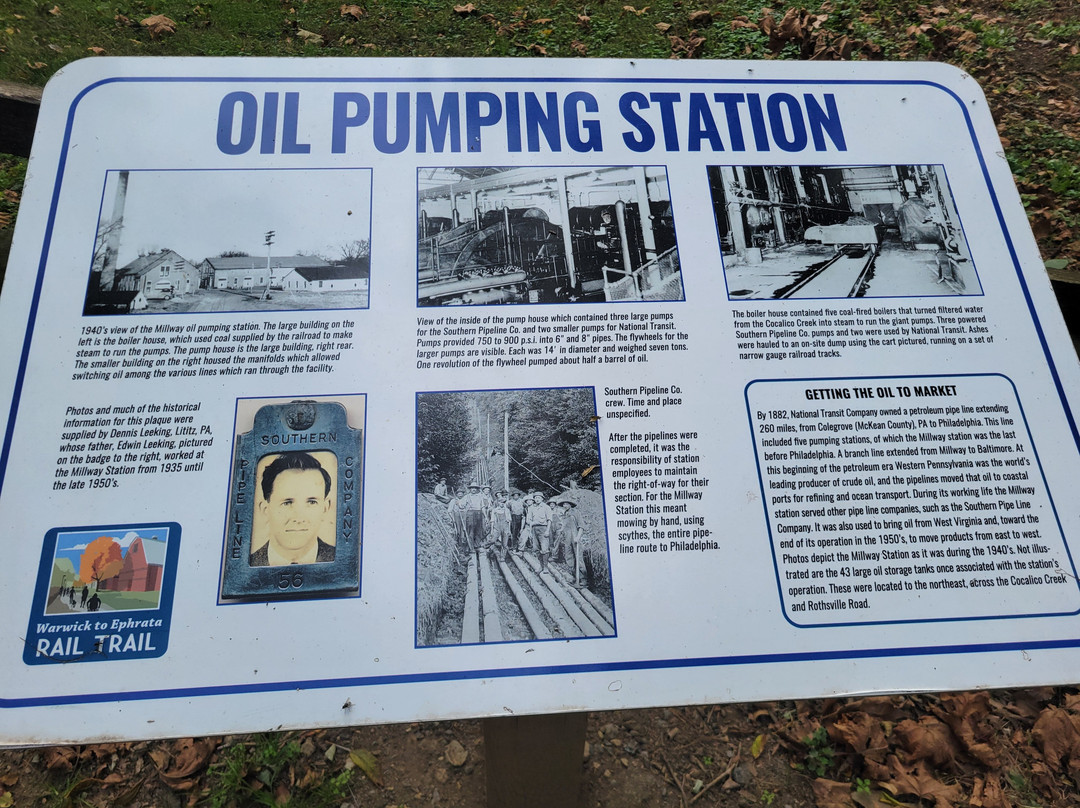 OIL PUMPING STATION
1940's view of the Millway oil pumping station. The large building on the
left is the boiler house, which used coal supplied by the railroad to make
steam to run the pumps. The pump house is the large building, right rear.
The smaller building on the right housed the manifolds which allowed
switching oil among the various lines which ran through the facility.
View of the inside of the pump house which contained three large pumps
for the Southern Pipeline Co. and two smaller pumps for National Transit.
Pumps provided 750 to 900 p.s.i. into 6" and 8" pipes. The flywheels for the
larger pumps are visible. Each was 14' in diameter and weighed seven tons.
One revolution of the flywheel pumped about half a barrel of oil.
The boiler house contained five coal-fired boilers that turned filtered water
from the Cocalico Creek into steam to run the giant pumps. Three powered
Southern Pipeline Co. pumps and two were used by National Transit. Ashes
were hauled to an on-site dump using the cart pictured, running on a set of
narrow gauge railroad tracks.
Photos and much of the historical
information for this plaque were
supplied by Dennis Leeking, Lititz, PA,
whose father, Edwin Leeking, pictured
on the badge to the right, worked at
the Millway Station from 1935 until
the late 1950's.
SOUTHERN
PIPE LINE
COMPANY
56
Southern Pipeline Co.
crew. Time and place
unspecified.
After the pipelines were
completed, it was the
responsibility of station
employees to maintain
the right-of-way for their
section. For the Millway
Station this meant
mowing by hand, using
scythes, the entire pipe-
line route to Philadelphia.
GETTING THE OIL TO MARKET
By 1882, National Transit Company owned a petroleum pipe line extending
260 miles, from Colegrove (McKean County), PA to Philadelphia. This line
included five pumping stations, of which the Millway station was the last
before Philadelphia. A branch line extended from Millway to Baltimore. At
this beginning of the petroleum era Western Pennsylvania was the world's
leading producer of crude oil, and the pipelines moved that oil to coastal
ports for refining and ocean transport. During its working life the Millway
station served other pipe line companies, such as the Southern Pipe Line
Company. It was also used to bring oil from West Virginia and, toward the
end of its operation in the 1950's, to move products from east to west.
Photos depict the Millway Station as it was during the 1940's. Not illus-
trated are the 43 large oil storage tanks once associated with the station's
operation. These were located to the northeast, across the Cocalico Creek
and Rothsville Road.
Warwick to Ephrata
RAIL TRAIL